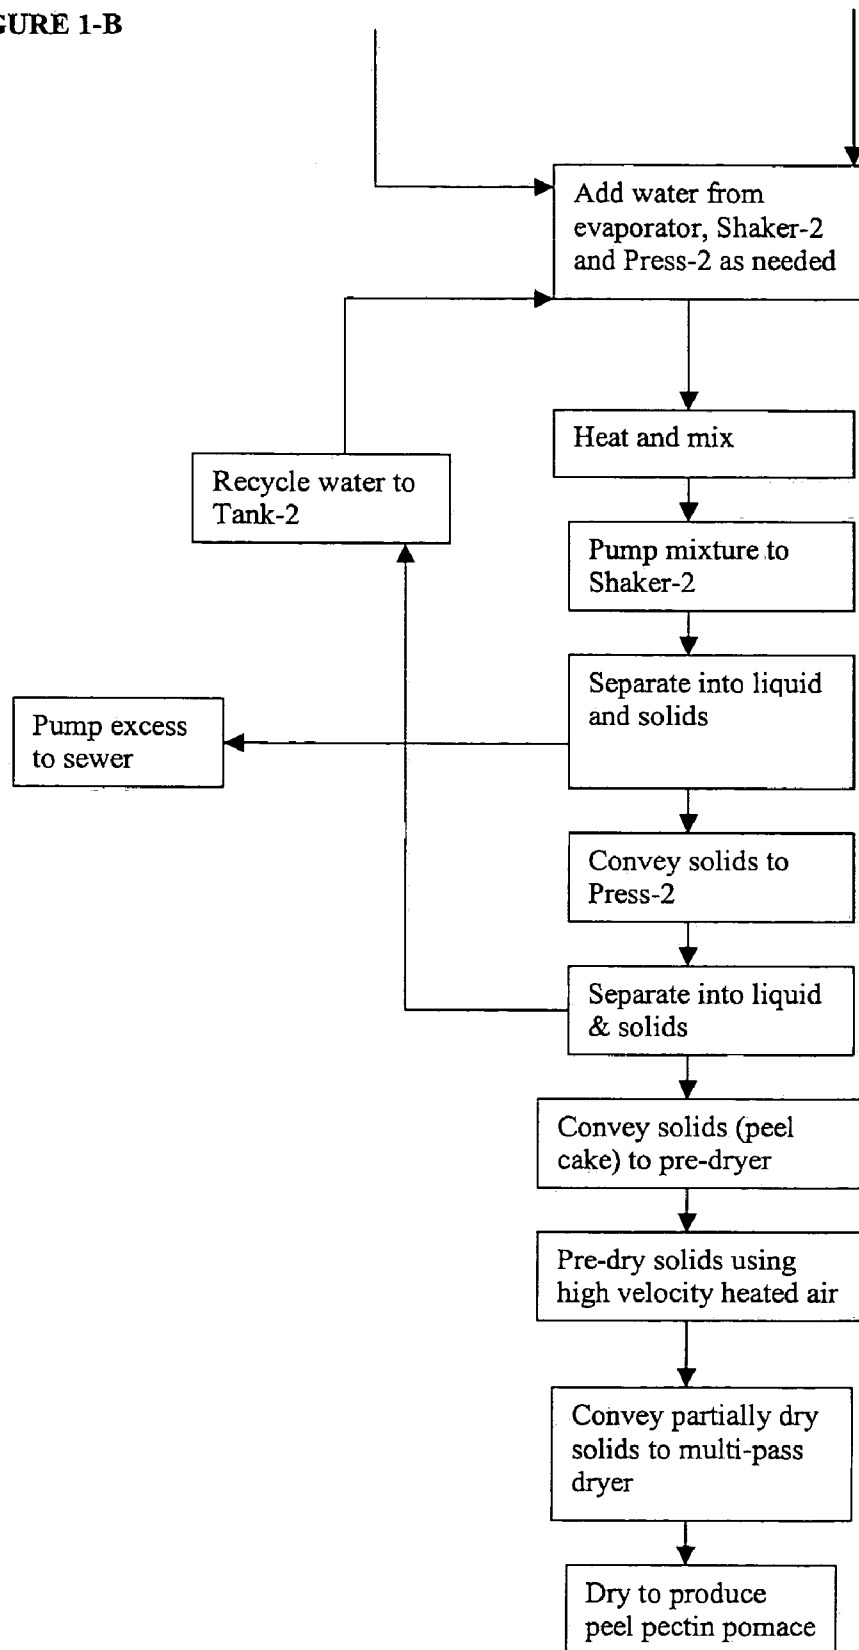 GURE 1-B
Add water from
evaporator, Shaker-2
and Press-2 as needed
Heat and mix
Recycle water to
Tank-2
Pump mixture to
Shaker-2
Separate into liquid
and solids
Pump excess
to sewer
Convey solids to
Press-2
Separate into liquid
& solids
Convey solids (peel
cake) to pre-dryer
Pre-dry solids using
high velocity heated air
Convey partially dry
solids to multi-pass
dryer
Dry to produce
peel pectin pomace